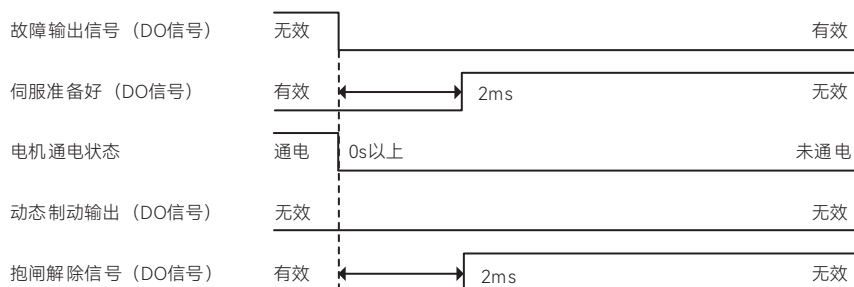 故障输出信号（DO信号） 无效 有效
伺服准备好（DO信号） 有效 2ms 无效
电机通电状态 通电 0s以上 未通电
动态制动输出（DO信号） 无效 无效
抱闸解除信号（DO信号） 有效 2ms 无效